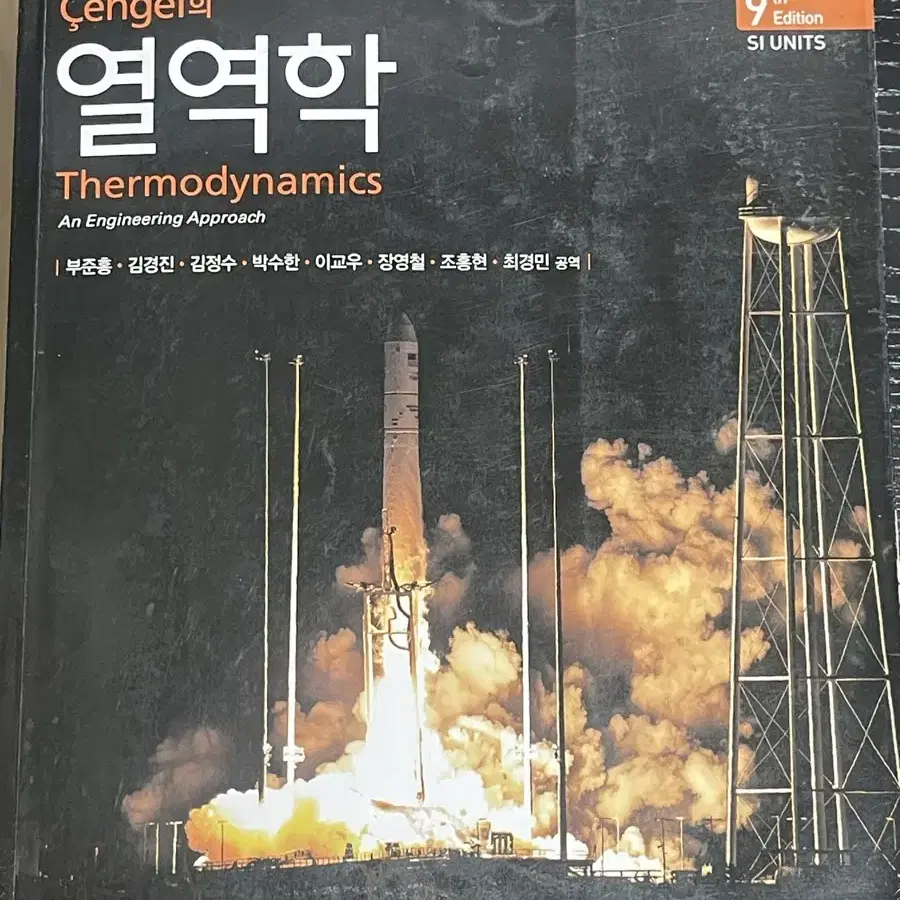 Çengel의
9th Edition
SI UNITS
열역학
Thermodynamics
An Engineering Approach
| 부준홍 · 김경진 · 김정수 · 박수한 · 이교우 · 장영철 · 조홍현 · 최경민 공역 |